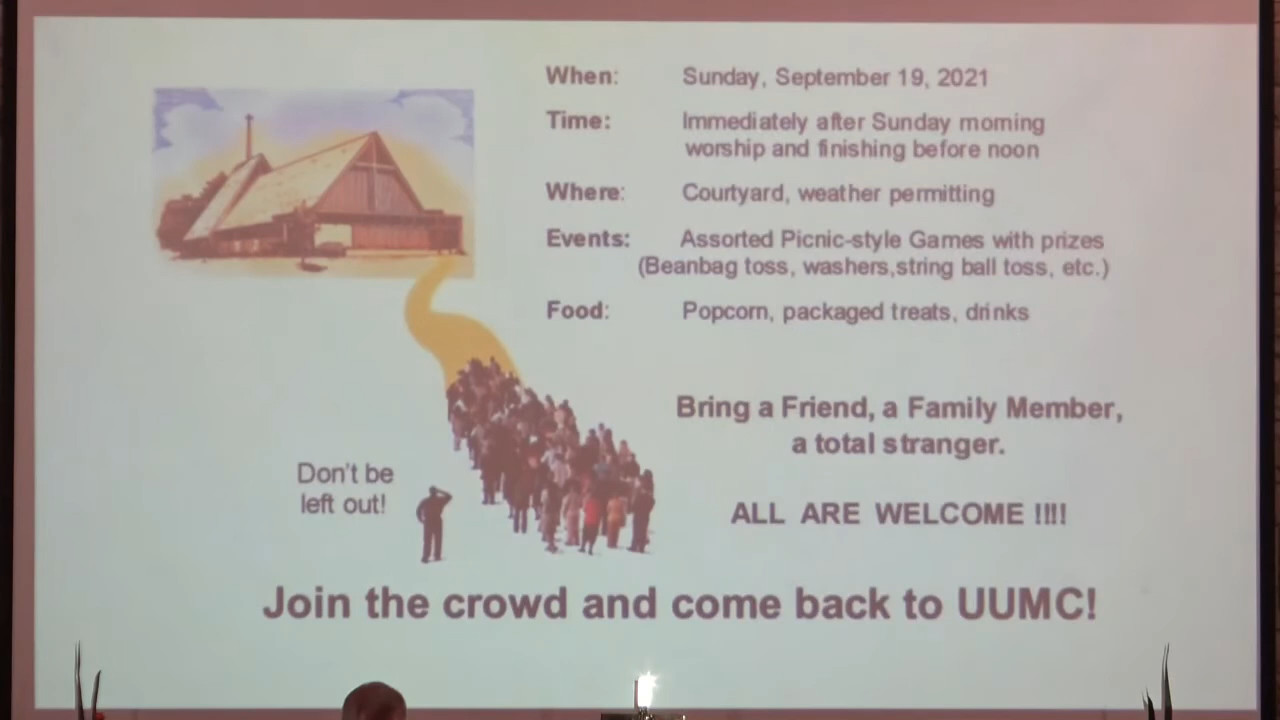 When: Sunday, September 19, 2021
Time: Immediately after Sunday morning
worship and finishing before noon
Where: Courtyard, weather permitting
Events: Assorted Picnic-style Games with prizes
(Beanbag toss, washers,string ball toss, etc.)
Food: Popcorn, packaged treats, drinks
Bring a Friend, a Family Member,
a total stranger.
Don't be
left out!
ALL ARE WELCOME !!!!
Join the crowd and come back to UUMC!